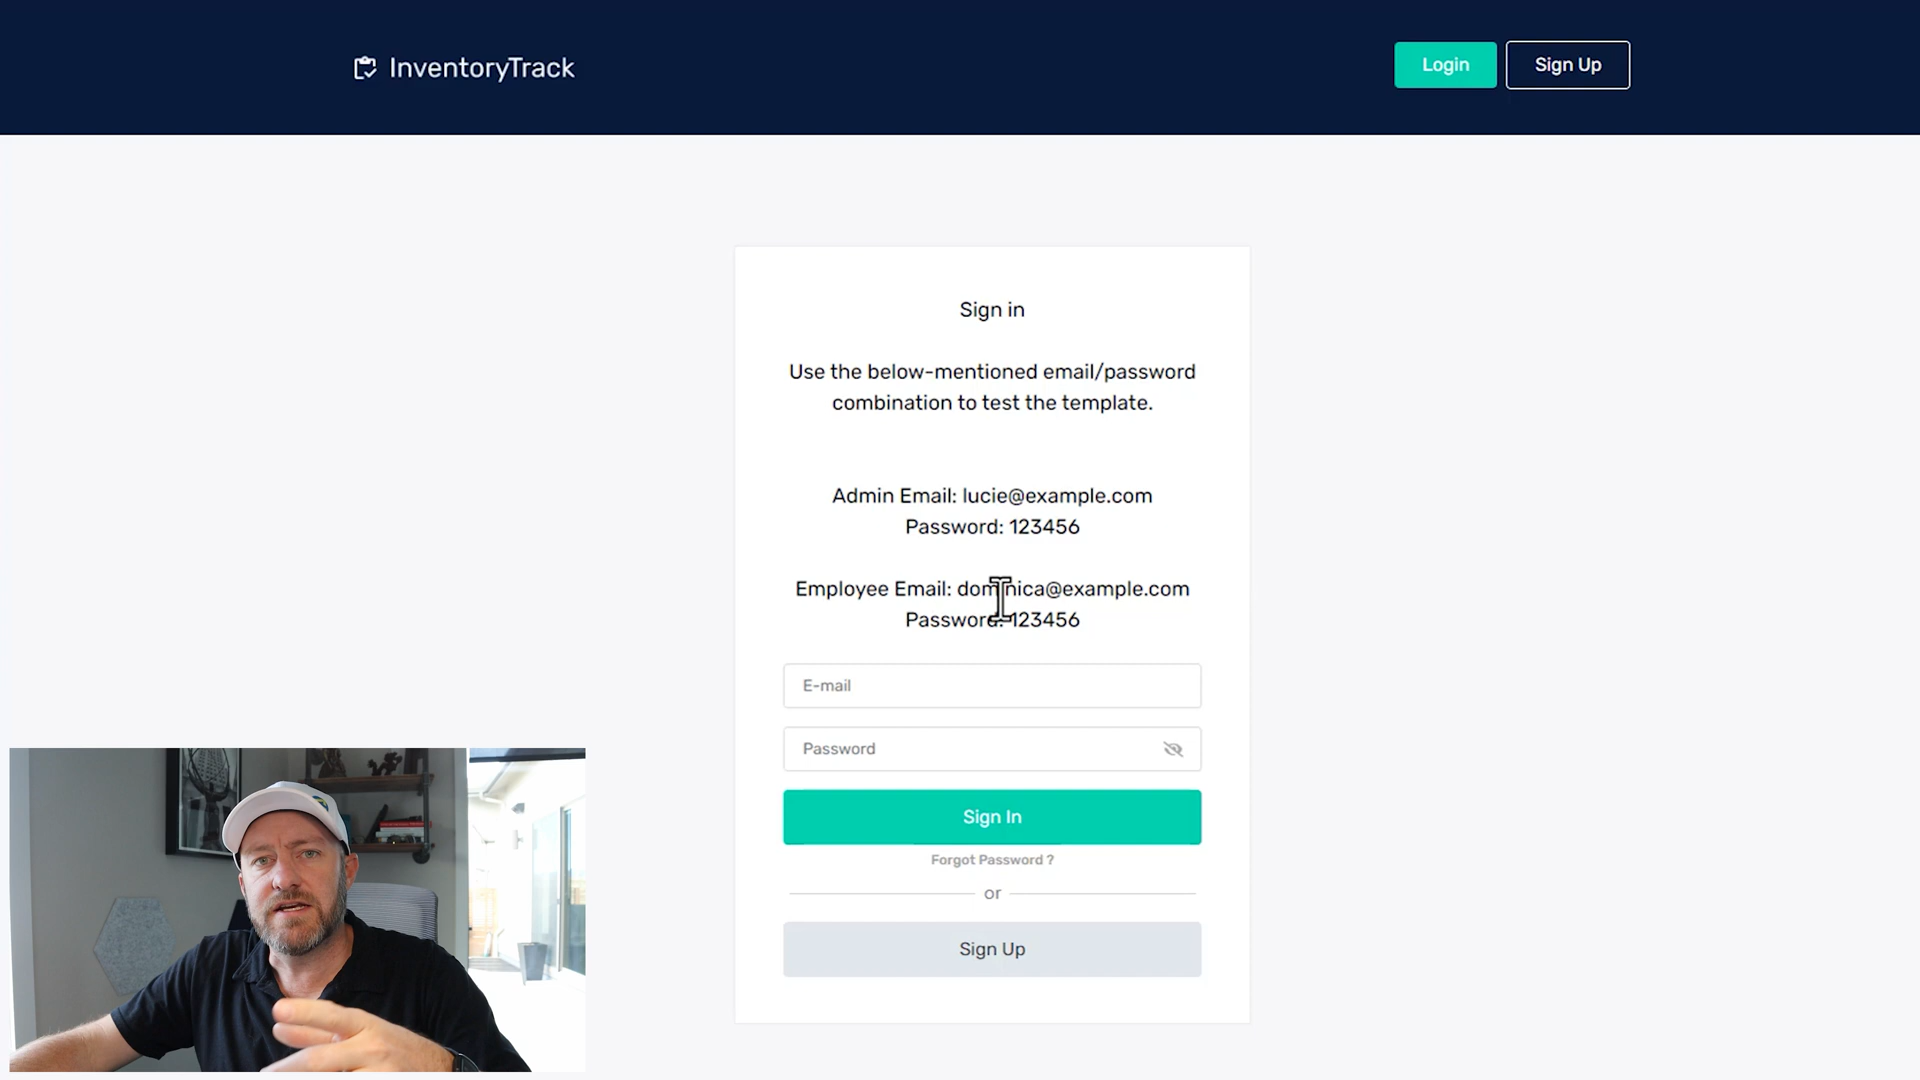 InventoryTrack
Login
Sign Up
Sign in
Use the below-mentioned email/password
combination to test the template.
Admin Email: lucie@example.com
Password: 123456
Employee Email: dominica@example.com
Password: 123456
E-mail
Password
Sign In
Forgot Password ?
or
Sign Up